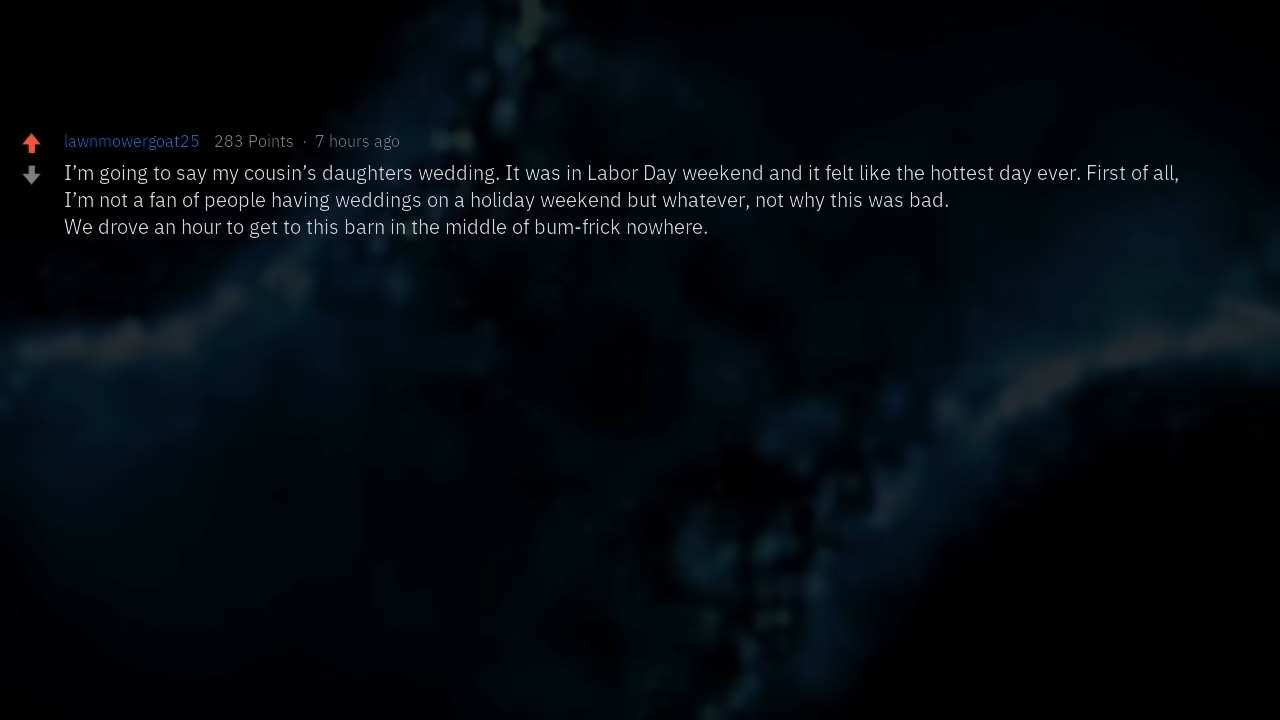 lawnmowergoat25 283 Points · 7 hours ago
I’m going to say my cousin’s daughters wedding. It was in Labor Day weekend and it felt like the hottest day ever. First of all,
I’m not a fan of people having weddings on a holiday weekend but whatever, not why this was bad.
We drove an hour to get to this barn in the middle of bum-frick nowhere.